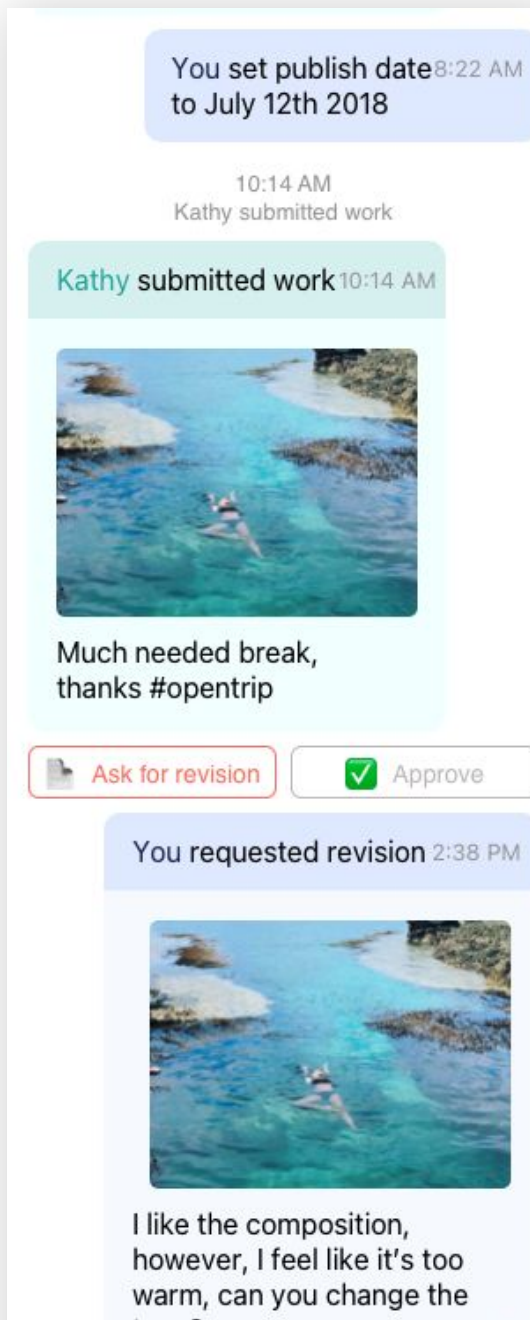 You set publish date 8:22 AM
to July 12th 2018
10:14 AM
Kathy submitted work
Kathy submitted work 10:14 AM
Much needed break,
thanks #opentrip
Ask for revision
Approve
You requested revision 2:38 PM
I like the composition,
however, I feel like it's too
warm, can you change the